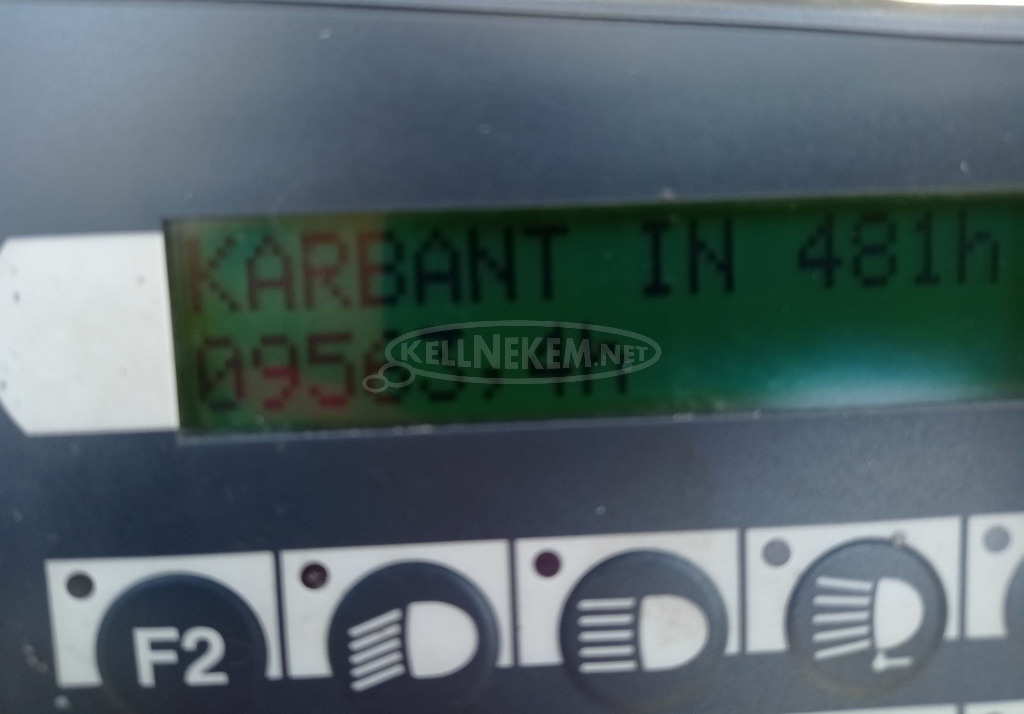 KARBANT IN 481h
KELLNEKEM.NET
F2